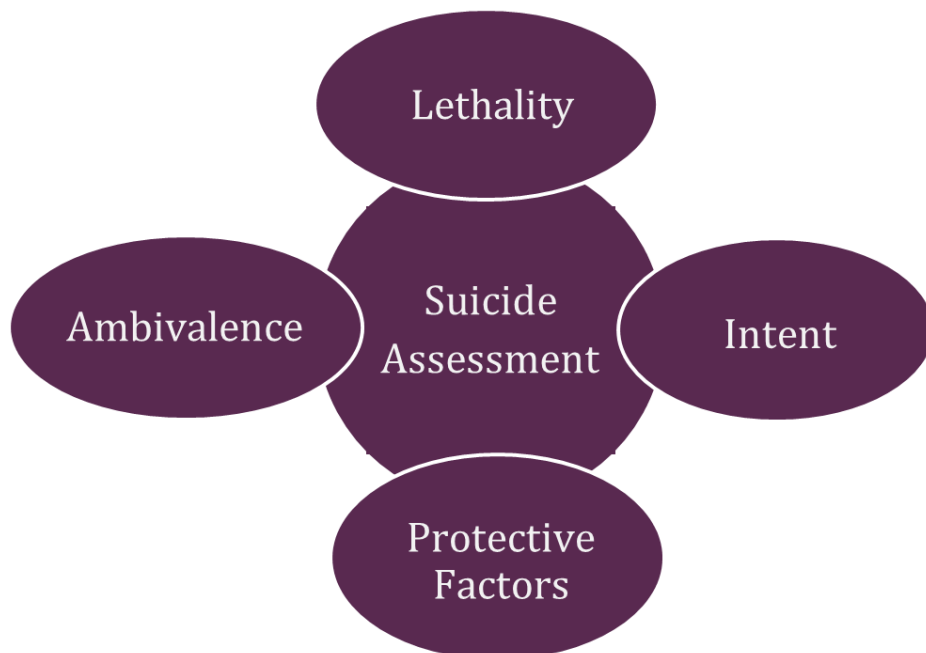 Lethality
Ambivalence
Suicide
Assessment
Intent
Protective
Factors